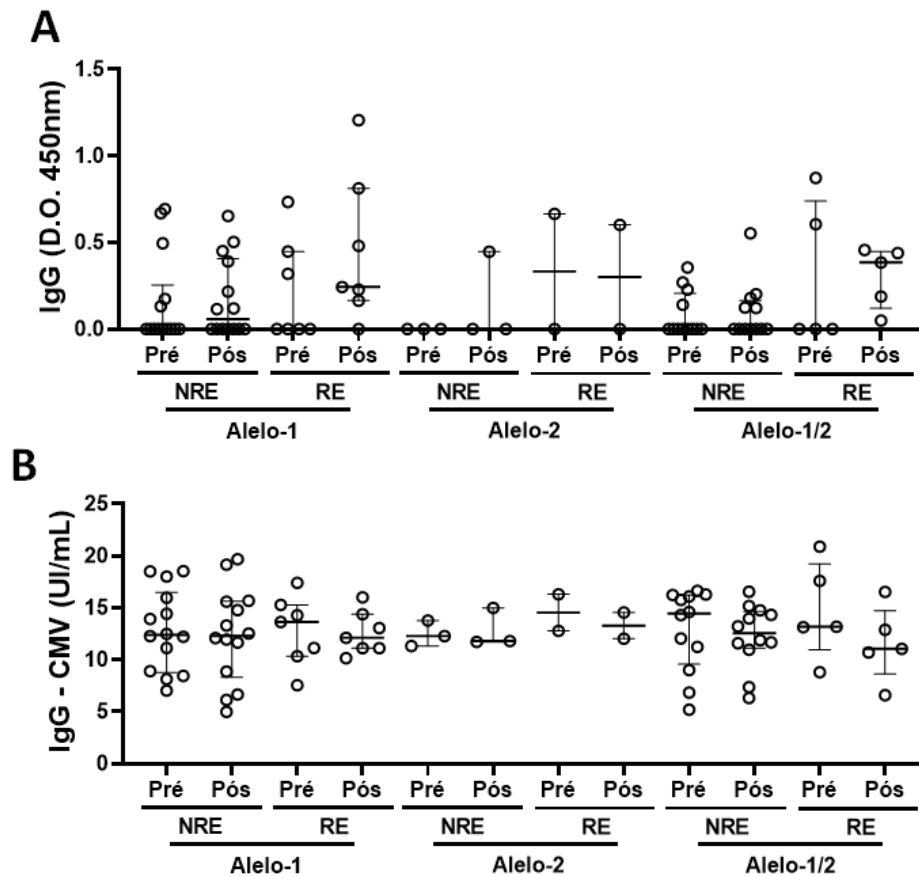 A
IgG (D.O. 450nm)
1.5
1.0
0.5
0.0
Pré Pós Pré Pós Pré Pós Pré Pós Pré Pós Pré Pós
NRE RE NRE RE NRE RE
Alelo-1 Alelo-2 Alelo-1/2
B
IgG - CMV (UI/mL)
25
20
15
10
5
0
Pré Pós Pré Pós Pré Pós Pré Pós Pré Pós Pré Pós
NRE RE NRE RE NRE RE
Alelo-1 Alelo-2 Alelo-1/2